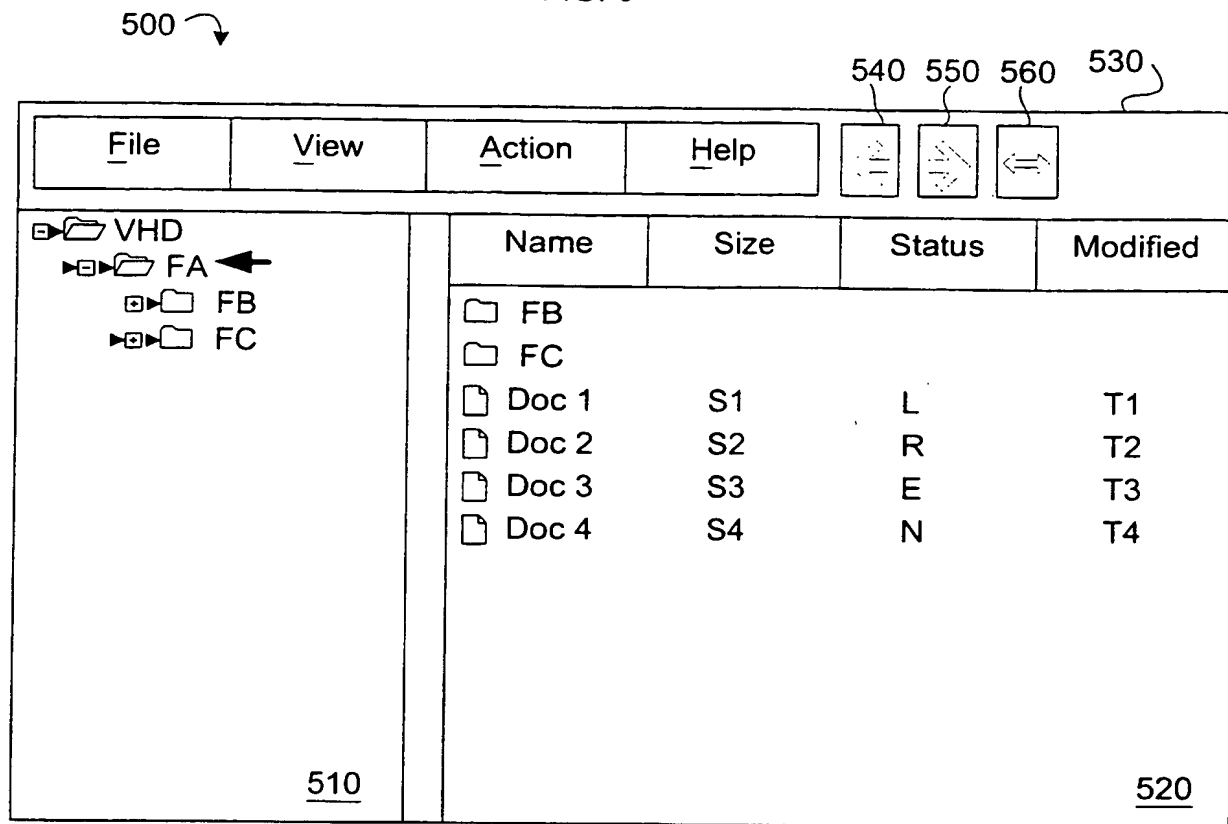 500
540 550 560 530
File View Action Help
VHD
FA
FB
FC
Name Size Status Modified
FB
FC
Doc 1 S1 L T1
Doc 2 S2 R T2
Doc 3 S3 E T3
Doc 4 S4 N T4
510
520